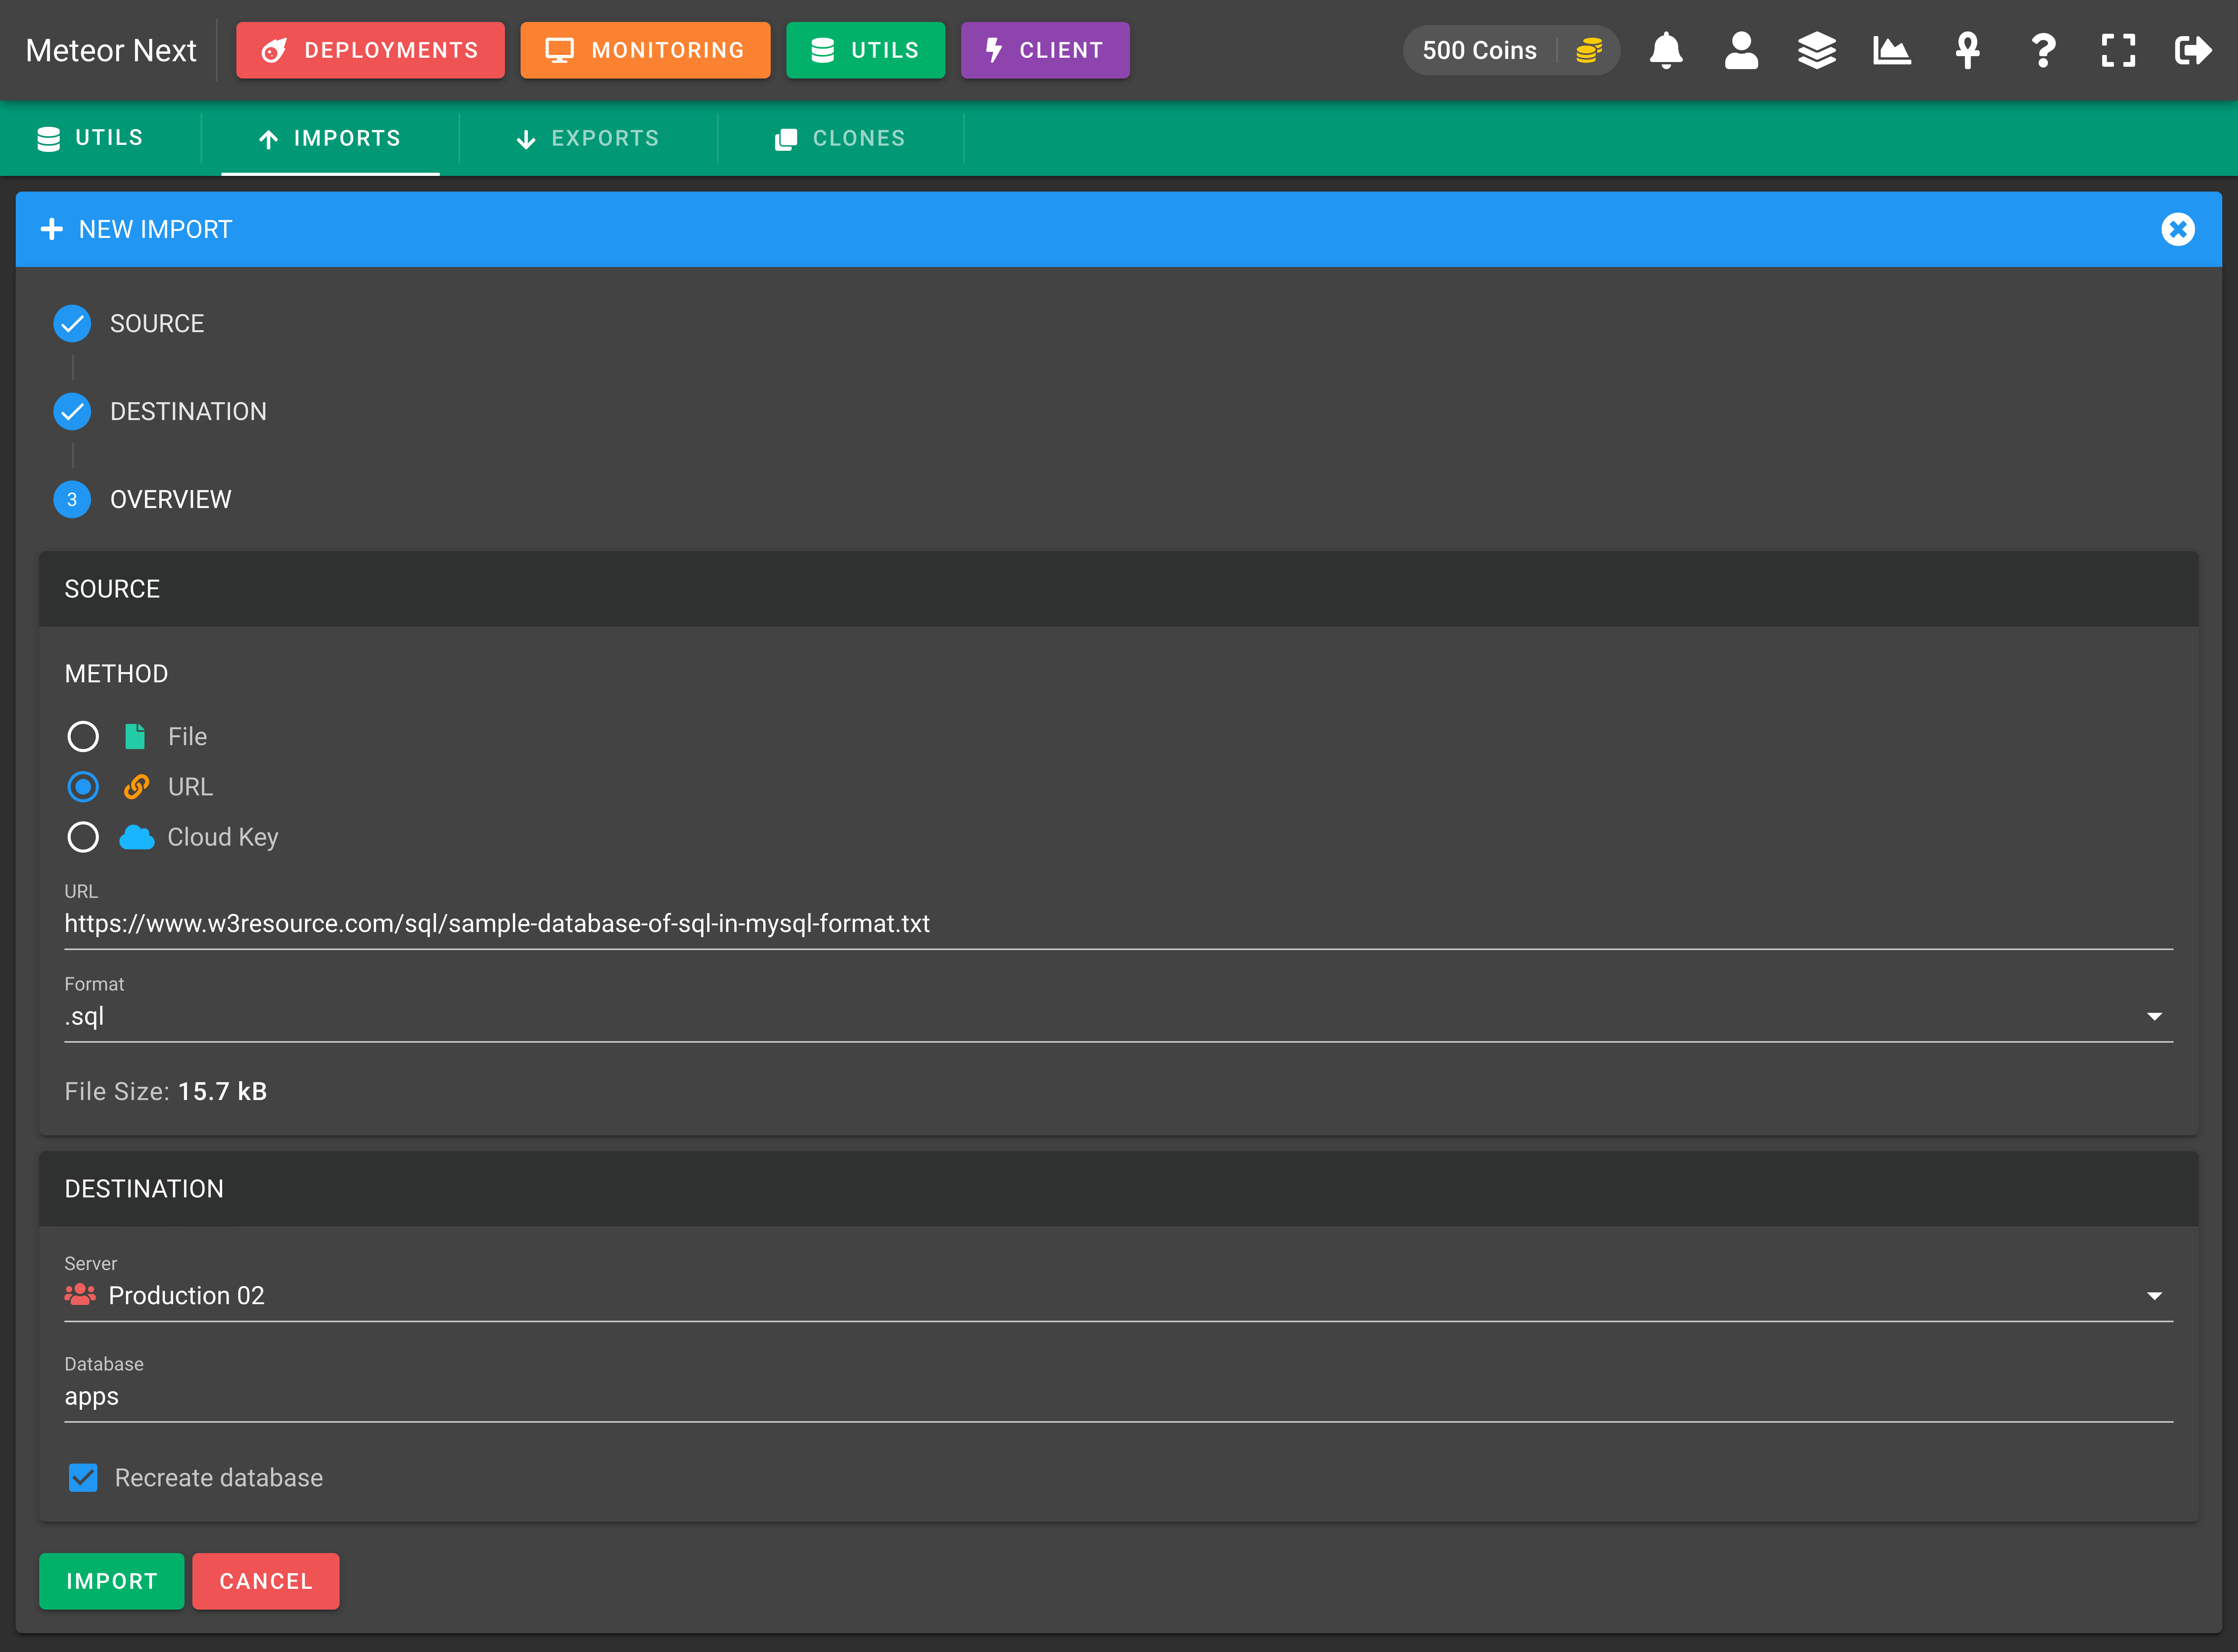 Meteor Next DEPLOYMENTS MONITORING UTILS CLIENT 500 Coins
UTILS IMPORTS EXPORTS CLONES
NEW IMPORT
SOURCE
DESTINATION
3 OVERVIEW
SOURCE
METHOD
File
URL
Cloud Key
URL
https://www.w3resource.com/sql/sample-database-of-sql-in-mysql-format.txt
Format
.sql
File Size: 15.7 kB
DESTINATION
Server
Production 02
Database
apps
Recreate database
IMPORT CANCEL